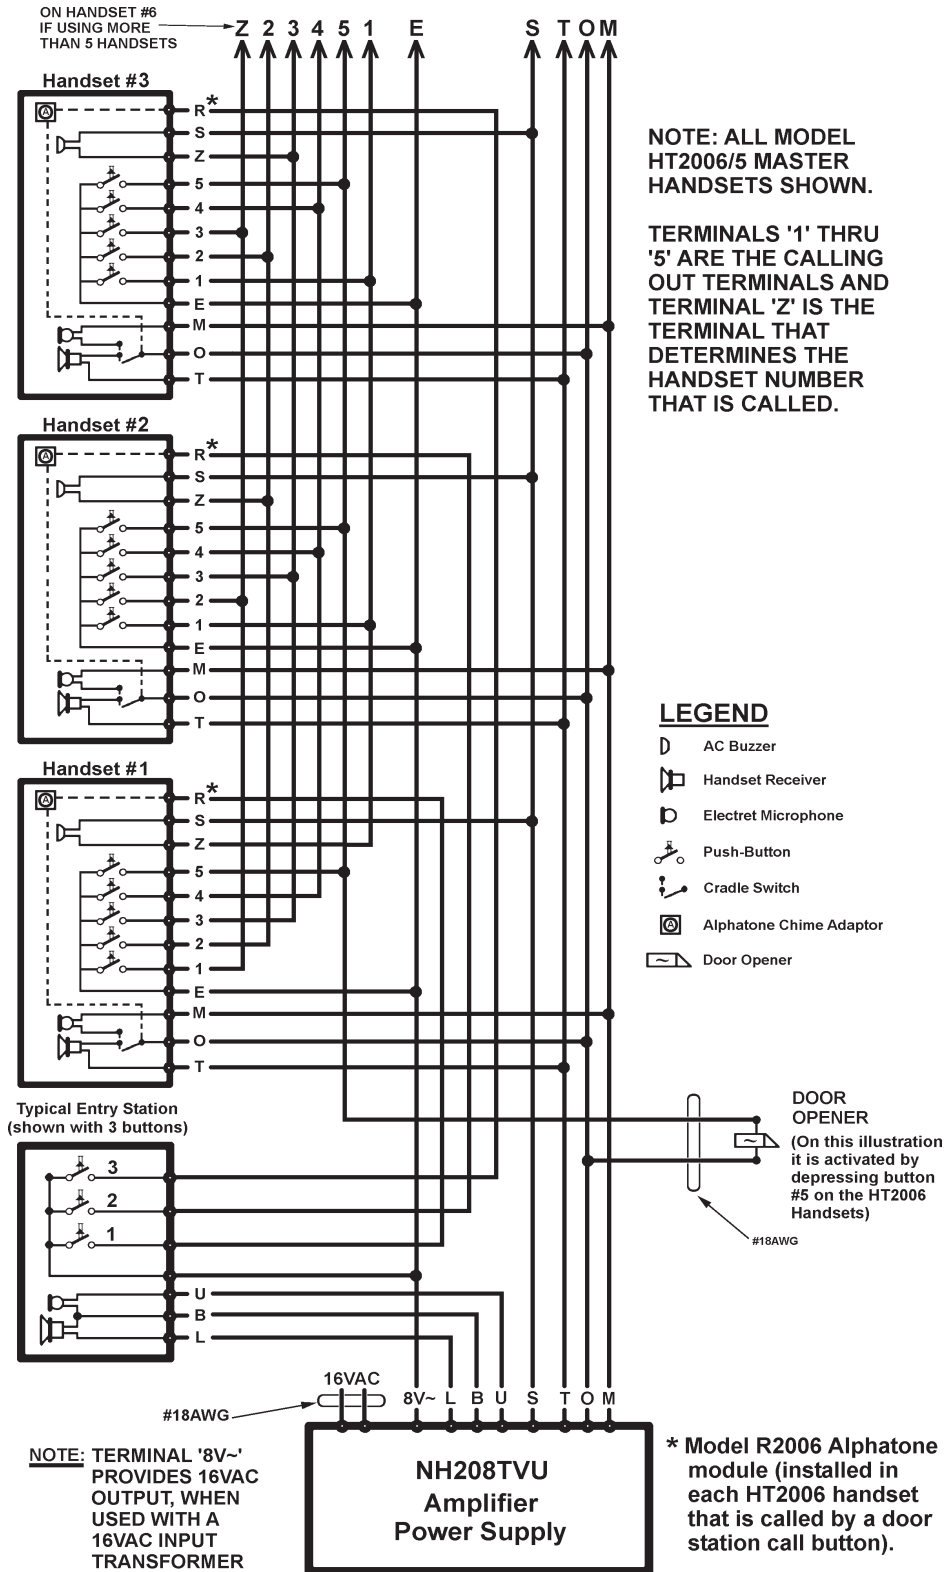 ON HANDSET #6
IF USING MORE
THAN 5 HANDSETS
Z 2 3 4 5 1 E S T O M
Handset #3
A
R*
S
Z
5
4
3
2
1
E
M
O
T
NOTE: ALL MODEL
HT2006/5 MASTER
HANDSETS SHOWN.
TERMINALS '1' THRU
'5' ARE THE CALLING
OUT TERMINALS AND
TERMINAL 'Z' IS THE
TERMINAL THAT
DETERMINES THE
HANDSET NUMBER
THAT IS CALLED.
Handset #2
A
R*
S
Z
5
4
3
2
1
E
M
O
T
LEGEND
AC Buzzer
Handset Receiver
Electret Microphone
Push-Button
Cradle Switch
A Alphatone Chime Adaptor
~ Door Opener
Handset #1
A
R*
S
Z
5
4
3
2
1
E
M
O
T
Typical Entry Station
(shown with 3 buttons)
3
2
1
U
B
L
DOOR
OPENER
~
(On this illustration
it is activated by
depressing button
#5 on the HT2006
Handsets)
#18AWG
16VAC
#18AWG
8V~ L B U S T O M
NH208TVU
Amplifier
Power Supply
NOTE: TERMINAL '8V~'
PROVIDES 16VAC
OUTPUT, WHEN
USED WITH A
16VAC INPUT
TRANSFORMER
* Model R2006 Alphatone
module (installed in
each HT2006 handset
that is called by a door
station call button).